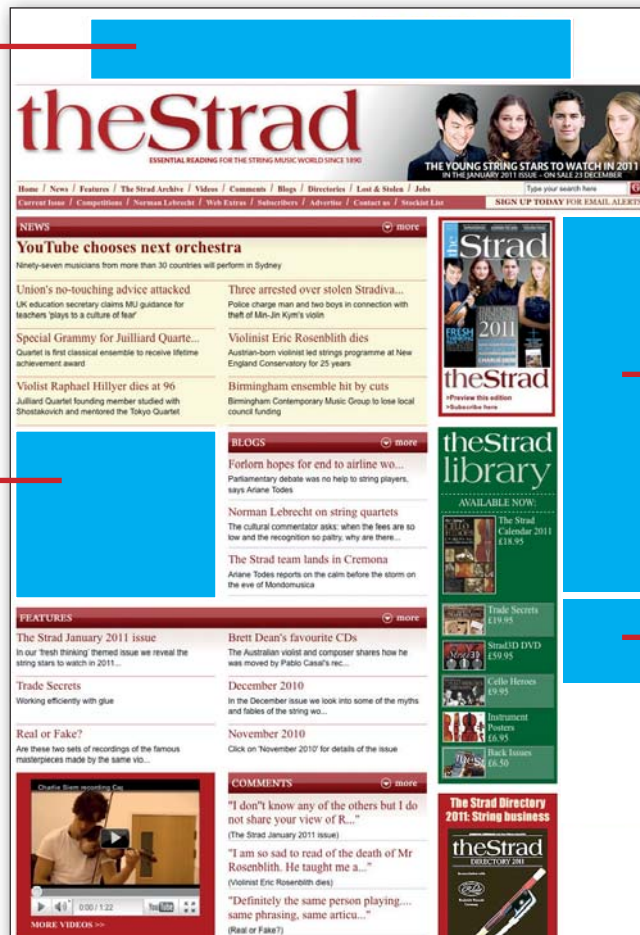 theStrad
ESSENTIAL READING FOR THE STRING MUSIC WORLD SINCE 1890
THE YOUNG STRING STARS TO WATCH IN 2011
IN THE JANUARY 2011 ISSUE - ON SALE 23 DECEMBER
Home / News / Features / The Strad Archive / Videos / Comments / Blogs / Directories / Lost & Stolen / Jobs
Type your search here
Current Issue / Competitions / Norman Lebrecht / Web Extras / Subscribers / Advertise / Contact us / Stockist List
SIGN UP TODAY FOR EMAIL ALERTS
NEWS
more
YouTube chooses next orchestra
Ninety-seven musicians from more than 30 countries will perform in Sydney
Union's no-touching advice attacked
UK education secretary claims MU guidance for
teachers 'plays to a culture of fear'
Three arrested over stolen Stradiva...
Police charge man and two boys in connection with
theft of Min-Jin Kym's violin
Special Grammy for Juilliard Quarte...
Quartet is first classical ensemble to receive lifetime
achievement award
Violinist Eric Rosenblith dies
Austrian-born violinist led strings programme at New
England Conservatory for 25 years
Violist Raphael Hillyer dies at 96
Juilliard Quartet founding member studied with
Shostakovich and mentored the Tokyo Quartet
Birmingham ensemble hit by cuts
Birmingham Contemporary Music Group to lose local
council funding
the Strad
FRESH
THINKING
2011
theStrad
>Preview this edition
>Subscribe here
BLOGS
more
Forlorn hopes for end to airline wo...
Parliamentary debate was no help to string players,
says Ariane Todes
Norman Lebrecht on string quartets
The cultural commentator asks: when the fees are so
low and the recognition so paltry, why are there...
The Strad team lands in Cremona
Ariane Todes reports on the calm before the storm on
the eve of Mondomusica
theStrad
library
AVAILABLE NOW:
The Strad
Calendar 2011
£18.95
Trade Secrets
£19.95
Strad3D DVD
£59.95
Cello Heroes
£9.95
Instrument
Posters
£6.95
Back Issues
£6.50
FEATURES
more
The Strad January 2011 issue
In our 'fresh thinking' themed issue we reveal the
string stars to watch in 2011...
Brett Dean's favourite CDs
The Australian violist and composer shares how he
was moved by Pablo Casal's rec...
Trade Secrets
Working efficiently with glue
December 2010
In the December issue we look into some of the myths
and fables of the string wo...
Real or Fake?
Are these two sets of recordings of the famous
masterpieces made by the same vio...
November 2010
Click on 'November 2010' for details of the issue
Charlie Siem recording Cap
0:00 / 1:22
YouTube
MORE VIDEOS >>
COMMENTS
more
"I don"t know any of the others but I do
not share your view of R..."
(The Strad January 2011 issue)
"I am so sad to read of the death of Mr
Rosenblith. He taught me a..."
(Violinist Eric Rosenblith dies)
"Definitely the same person playing....
same phrasing, same articu..."
(Real or Fake?)
The Strad Directory
2011: String business
theStrad
DIRECTORY 2011